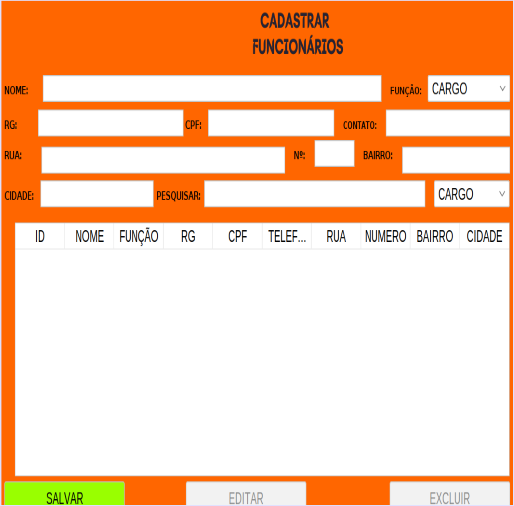 CADASTRAR
FUNCIONÁRIOS
NOME: FUNÇÃO: CARGO
RG: CPF: CONTATO:
RUA: Nº: BAIRRO:
CIDADE: PESQUISAR: CARGO
ID NOME FUNÇÃO RG CPF TELEF... RUA NUMERO BAIRRO CIDADE
SALVAR EDITAR EXCLUIR